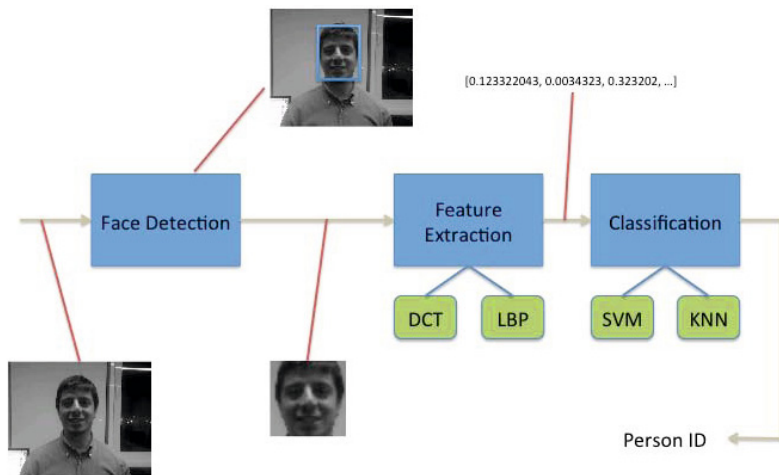 [0.123322043, 0.0034323, 0.323202, ...]
Face Detection
Feature
Extraction
Classification
DCT
LBP
SVM
KNN
Person ID